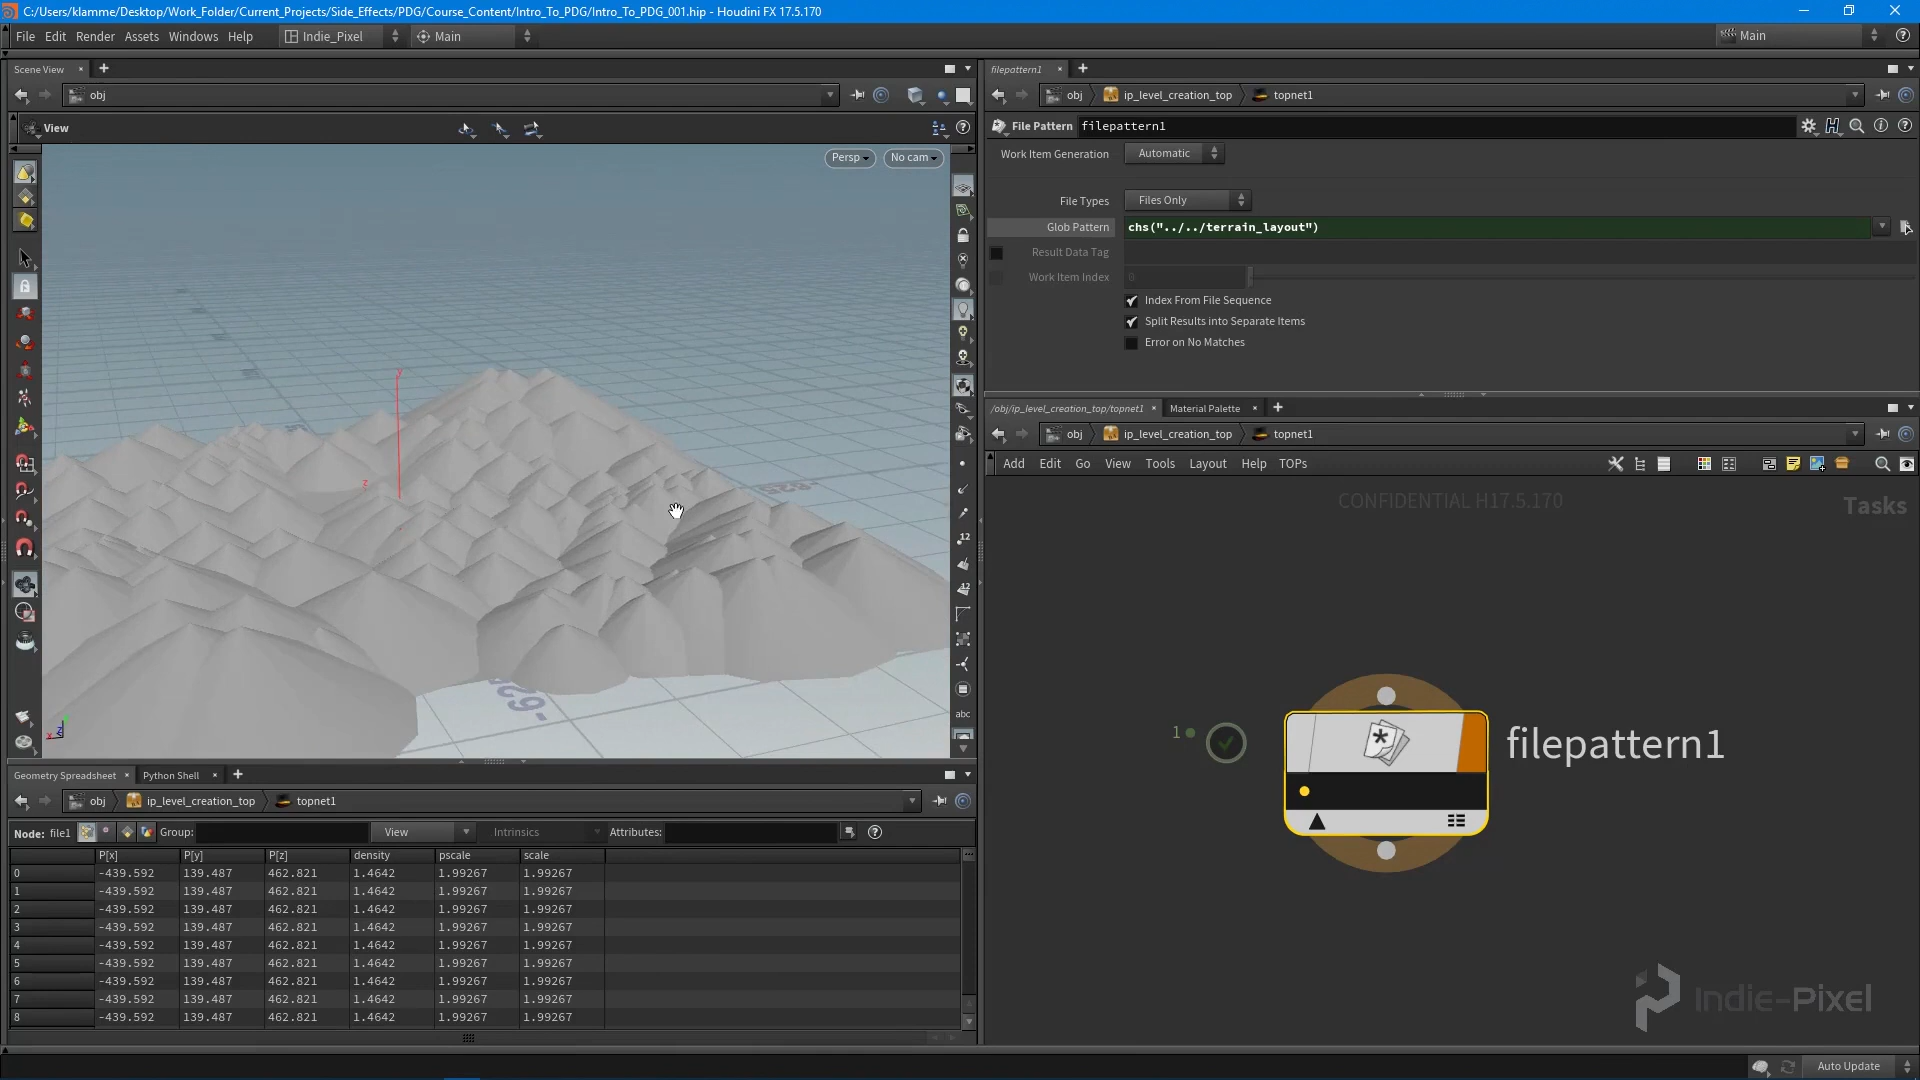 C:/Users/klamme/Desktop/Work_Folder/Current_Projects/Side_Effects/PDG/Course_Content/Intro_To_PDG/Intro_To_PDG_001.hip - Houdini FX 17.5.170
File Edit Render Assets Windows Help Indie_Pixel Main Main
Scene View
obj
View
Persp No cam
y
z
12
12
abc
Geometry Spreadsheet Python Shell
obj ip_level_creation_top topnet1
Node: file1 Group: View Intrinsics Attributes:
P[x] P[y] P[z] density pscale scale
0 -439.592 139.487 462.821 1.4642 1.99267 1.99267
1 -439.592 139.487 462.821 1.4642 1.99267 1.99267
2 -439.592 139.487 462.821 1.4642 1.99267 1.99267
3 -439.592 139.487 462.821 1.4642 1.99267 1.99267
4 -439.592 139.487 462.821 1.4642 1.99267 1.99267
5 -439.592 139.487 462.821 1.4642 1.99267 1.99267
6 -439.592 139.487 462.821 1.4642 1.99267 1.99267
7 -439.592 139.487 462.821 1.4642 1.99267 1.99267
8 -439.592 139.487 462.821 1.4642 1.99267 1.99267
filepattern1
obj ip_level_creation_top topnet1
File Pattern filepattern1
Work Item Generation Automatic
File Types Files Only
Glob Pattern chs("../../terrain_layout")
Result Data Tag
Work Item Index 0
Index From File Sequence
Split Results into Separate Items
Error on No Matches
/obj/ip_level_creation_top/topnet1 Material Palette
obj ip_level_creation_top topnet1
Add Edit Go View Tools Layout Help TOPs
CONFIDENTIAL H17.5.170
Tasks
1
filepattern1
Indie-Pixel
Auto Update